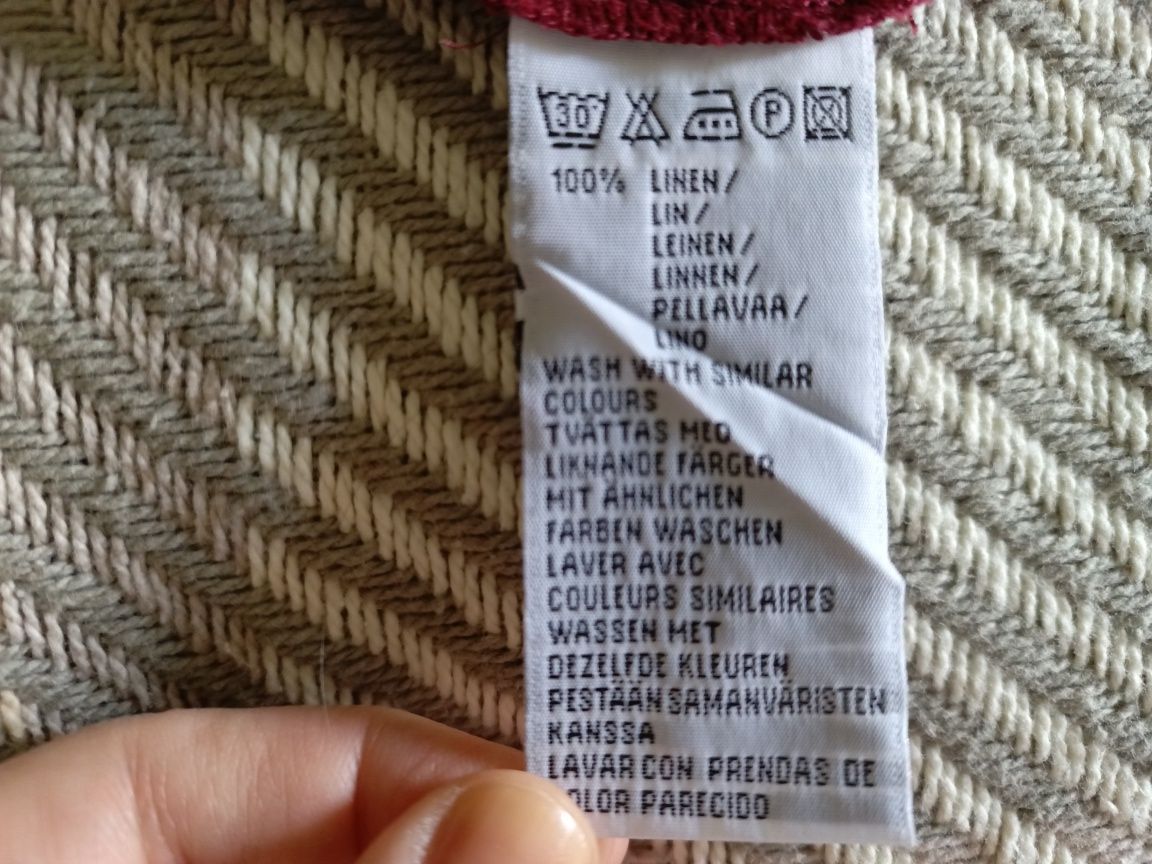 30 P
100% LINEN/
LIN/
LEINEN/
LINNEN/
PELLAVAA/
LINO
WASH WITH SIMILAR
COLOURS
TVÄTTAS MED
LIKNANDE FÄRGER
MIT ÄHNLICHEN
FARBEN WASCHEN
LAVER AVEC
COULEURS SIMILAIRES
WASSEN MET
DEZELFDE KLEUREN
PESTÄÄN SAMANVÄRISTEN
KANSSA
LAVAR CON PRENDAS DE
COLOR PARECIDO